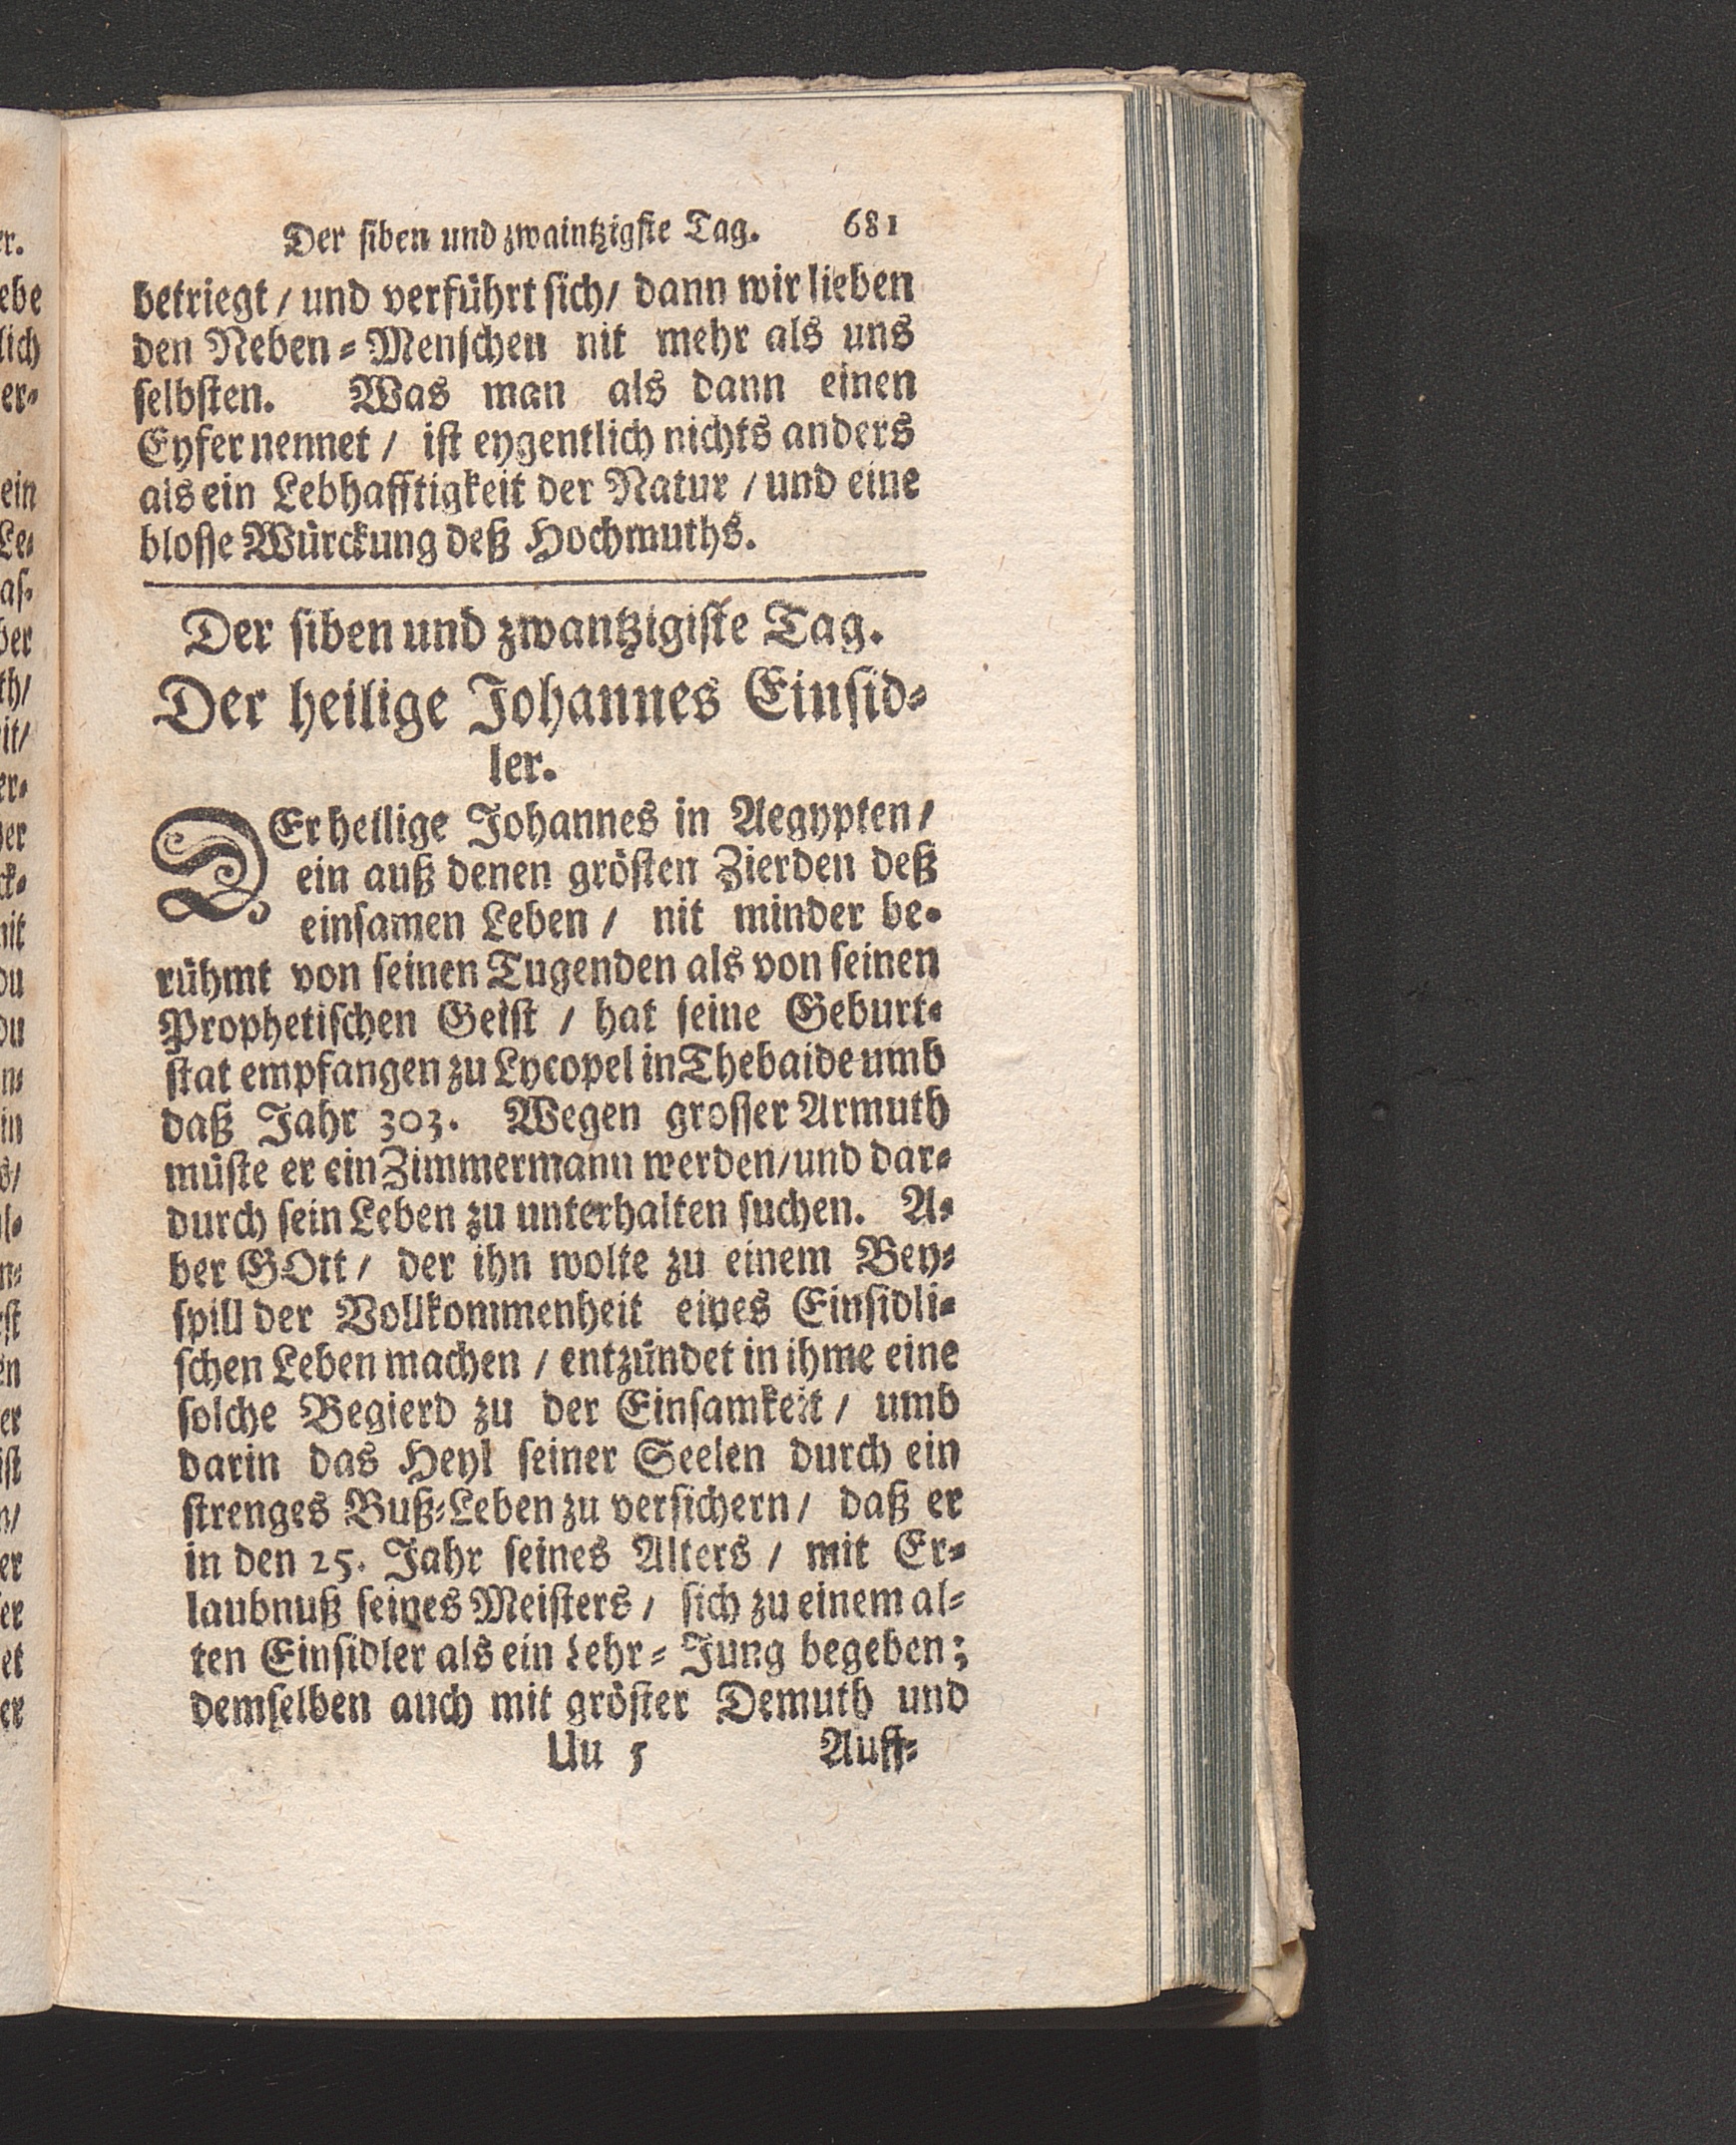 Der siben und zwaintzigste Tag. 681
betriegt / und verführt sich / dann wir lieben
den Neben-Menschen nit mehr als uns
selbsten. Was man als dann einen
Eyfer nennet / ist eygentlich nichts anders
als ein Lebhafftigkeit der Natur / und eine
blosse Würckung deß Hochmuths.
Der siben und zwantzigiste Tag.
Der heilige Johannes Einsid-
ler.
DEr heilige Johannes in Aegypten /
ein auß denen grösten Zierden deß
einsamen Leben / nit minder be-
rühmt von seinen Tugenden als von seinen
Prophetischen Geist / hat seine Geburt-
stat empfangen zu Lycopel in Thebaide umb
daß Jahr 303. Wegen grosser Armuth
müste er ein Zimmermann werden / und dar-
durch sein Leben zu unterhalten suchen. A-
ber GOtt / der ihn wolte zu einem Bey-
spill der Vollkommenheit eines Einsidli-
schen Leben machen / entzündet in ihme eine
solche Begierd zu der Einsamkeit / umb
darin das Heyl seiner Seelen durch ein
strenges Buß-Leben zu versichern / daß er
in den 25. Jahr seines Alters / mit Er-
laubnuß seines Meisters / sich zu einem al-
ten Einsidler als ein Lehr-Jung begeben;
demselben auch mit gröster Demuth und
Uu 5 Auff-